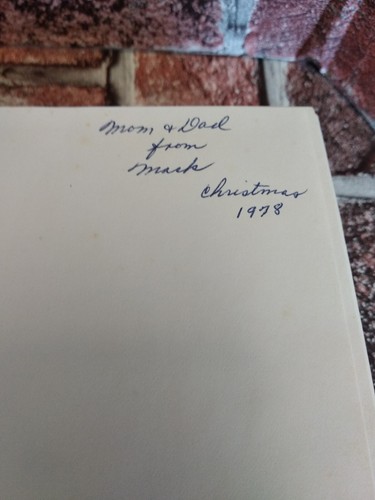 Mom & Dad
from
Mack
Christmas
1978